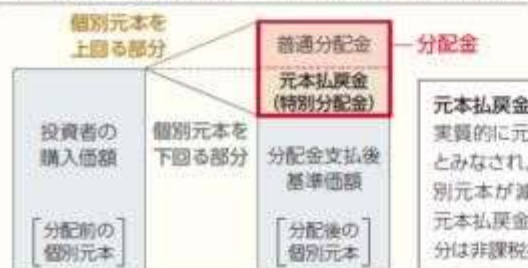 個別元本を
上回る部分
普通分配金
分配金
元本払戻金
(特別分配金)
投資者の
購入価額
個別元本を
下回る部分
分配金支払後
基準価額
分配前の
個別元本
分配後の
個別元本
元本払戻金
実質的に元
とみなされ、
別元本が減
元本払戻金
分は非課税